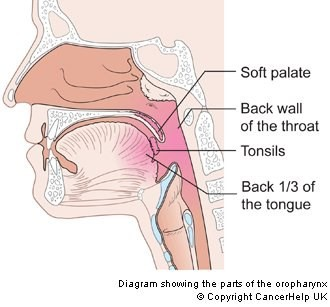 Soft palate
Back wall
of the throat
Tonsils
Back 1/3 of
the tongue
Diagram showing the parts of the oropharynx
© Copyright CancerHelp UK